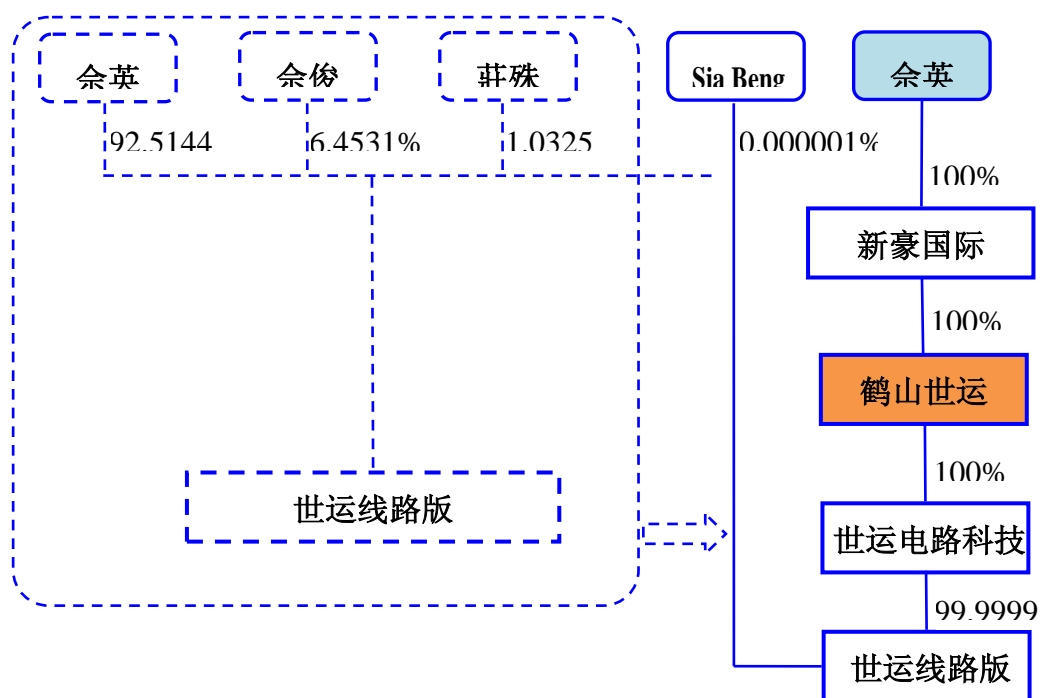 佘英
佘俊
莊殊
Sia Beng
佘英
92.5144
6.4531%
1.0325
0.000001%
100%
新豪国际
100%
鹤山世运
100%
世运线路版
世运电路科技
99.9999
世运线路版